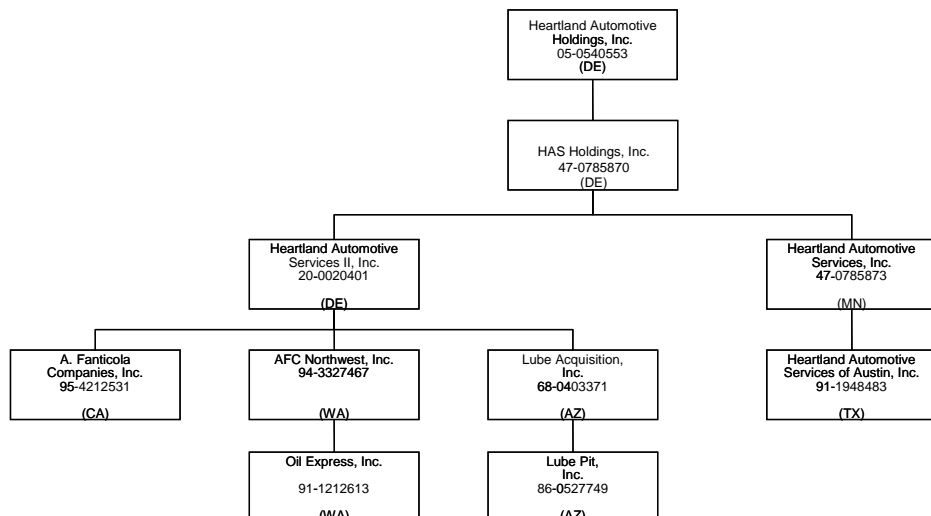 Heartland Automotive
Holdings, Inc.
05-0540553
(DE)
HAS Holdings, Inc.
47-0785870
(DE)
Heartland Automotive
Services II, Inc.
20-0020401
(DE)
Heartland Automotive
Services, Inc.
47-0785873
(MN)
A. Fanticola
Companies, Inc.
95-4212531
(CA)
AFC Northwest, Inc.
94-3327467
(WA)
Lube Acquisition,
Inc.
68-0403371
(AZ)
Heartland Automotive
Services of Austin, Inc.
91-1948483
(TX)
Oil Express, Inc.
91-1212613
(WA)
Lube Pit,
Inc.
86-0527749
(AZ)